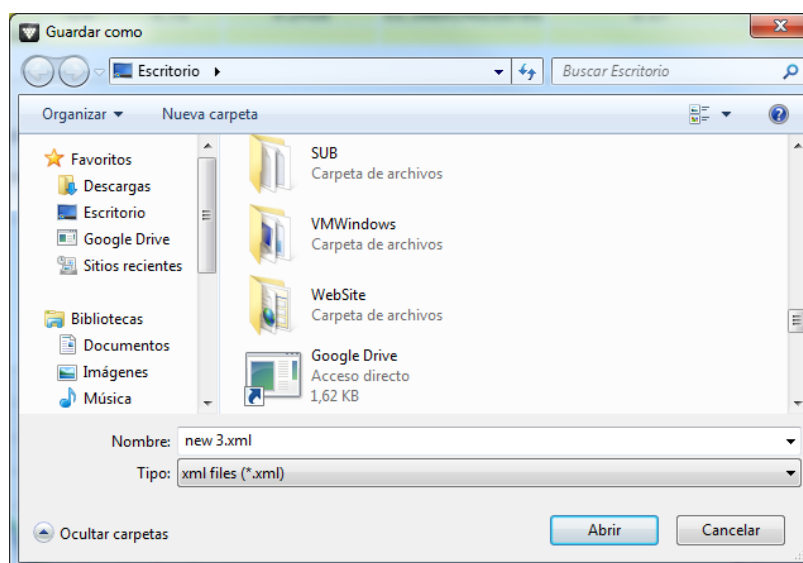 Guardar como
Escritorio
Buscar Escritorio
Organizar
Nueva carpeta
Favoritos
Descargas
Escritorio
Google Drive
Sitios recientes
Bibliotecas
Documentos
Imágenes
Música
SUB
Carpeta de archivos
VMWindows
Carpeta de archivos
WebSite
Carpeta de archivos
Google Drive
Acceso directo
1,62 KB
Nombre: new 3.xml
Tipo: xml files (*.xml)
Ocultar carpetas
Abrir
Cancelar